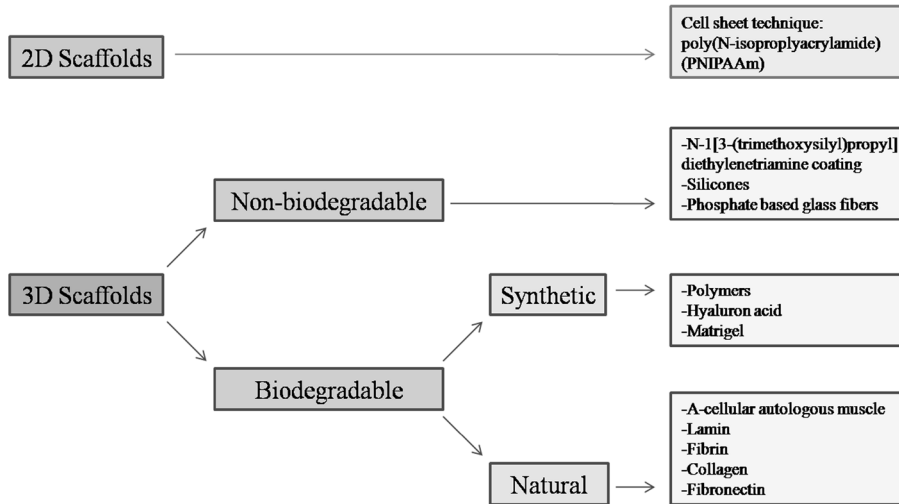 2D Scaffolds
Cell sheet technique:
poly(N-isoproplyacrylamide)
(PNIPAAm)
Non-biodegradable
-N-1[3-(trimethoxysilyl)propyl]
diethylenetriamine coating
-Silicones
-Phosphate based glass fibers
3D Scaffolds
Synthetic
-Polymers
-Hyaluron acid
-Matrigel
Biodegradable
Natural
-A-cellular autologous muscle
-Lamin
-Fibrin
-Collagen
-Fibronectin